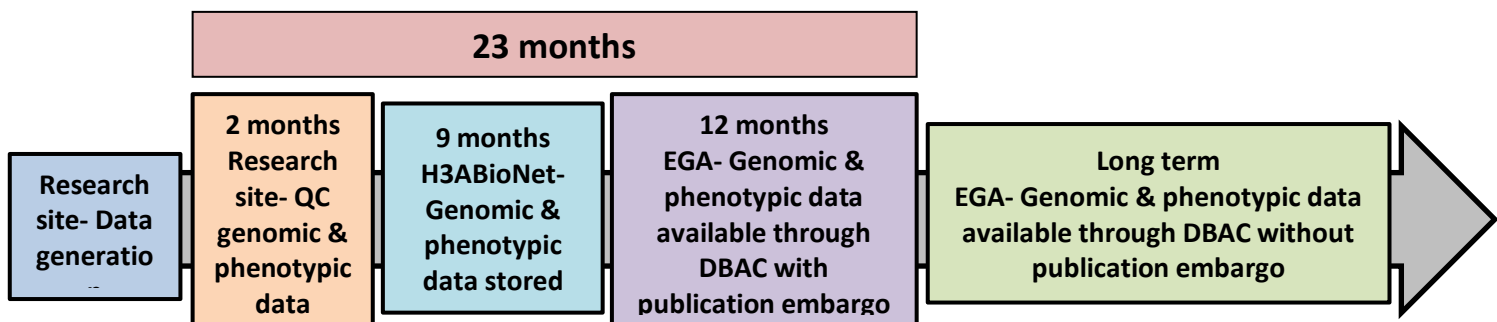 23 months
Research
site- Data
generatio
2 months
Research
site- QC
genomic &
phenotypic
data
9 months
H3ABioNet-
Genomic &
phenotypic
data stored
12 months
EGA- Genomic &
phenotypic data
available through
DBAC with
publication embargo
Long term
EGA- Genomic & phenotypic data
available through DBAC without
publication embargo